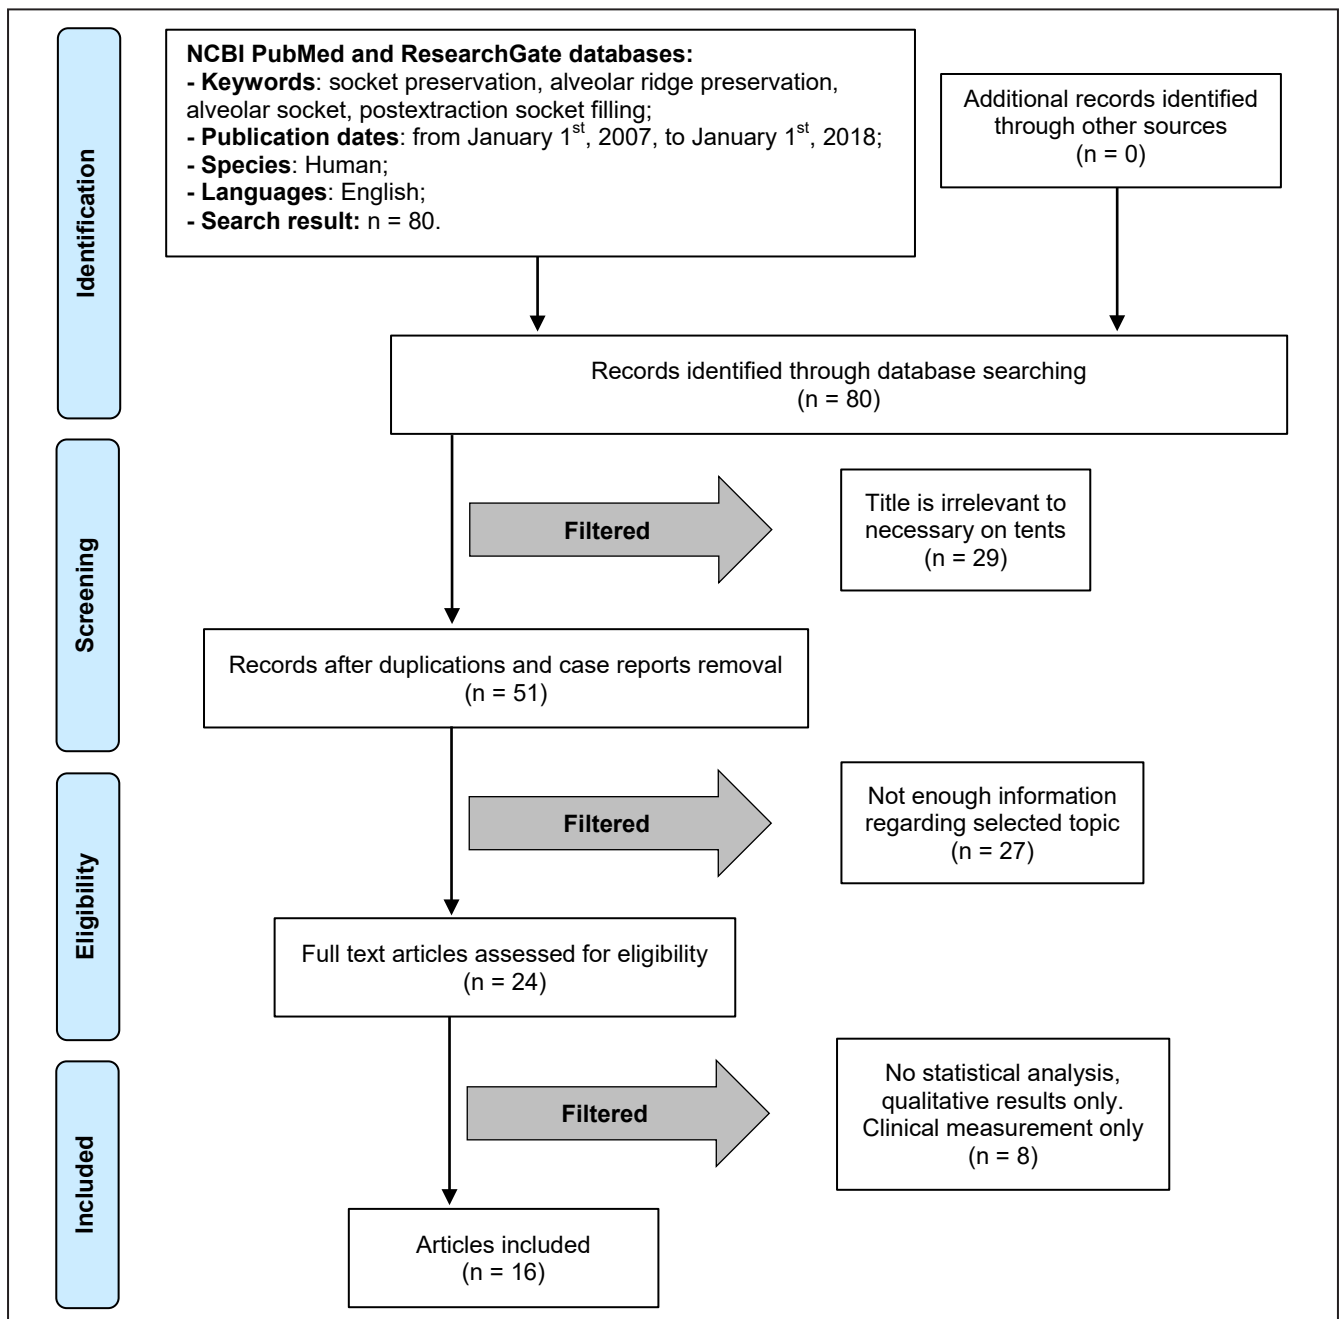 Identification
NCBI PubMed and ResearchGate databases:
- Keywords: socket preservation, alveolar ridge preservation,
alveolar socket, postextraction socket filling;
- Publication dates: from January 1st, 2007, to January 1st, 2018;
- Species: Human;
- Languages: English;
- Search result: n = 80.
Additional records identified
through other sources
(n = 0)
Records identified through database searching
(n = 80)
Screening
Filtered
Title is irrelevant to
necessary on tents
(n = 29)
Records after duplications and case reports removal
(n = 51)
Eligibility
Filtered
Not enough information
regarding selected topic
(n = 27)
Full text articles assessed for eligibility
(n = 24)
Included
Filtered
No statistical analysis,
qualitative results only.
Clinical measurement only
(n = 8)
Articles included
(n = 16)